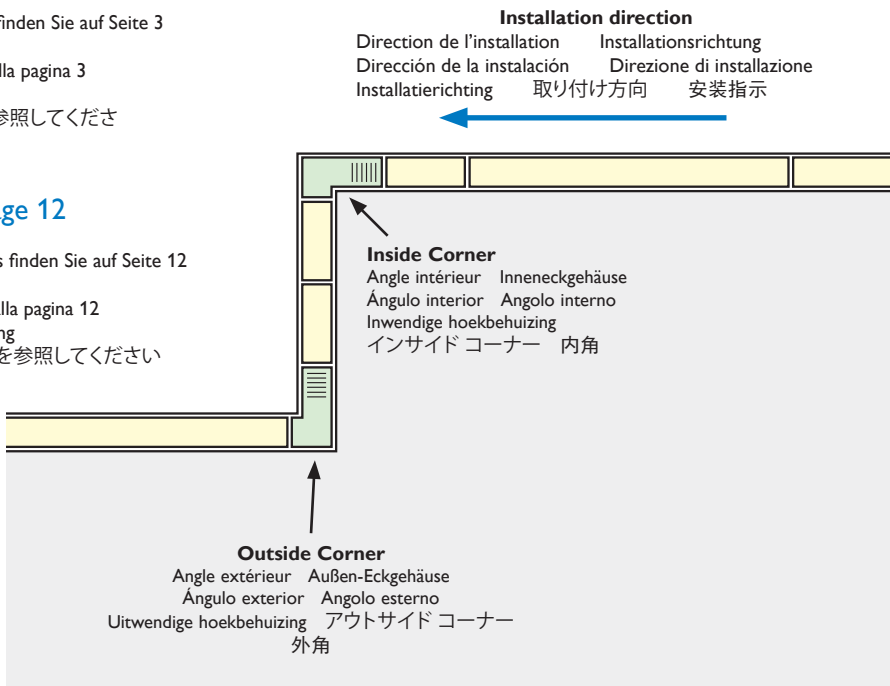 finden Sie auf Seite 3
lla pagina 3
参照してくださ
ge 12
s finden Sie auf Seite 12
lla pagina 12
ng
を参照してください
Installation direction
Direction de l'installation Installationsrichtung
Dirección de la instalación Direzione di installazione
Installatierichting 取り付け方向 安装指示
Inside Corner
Angle intérieur Inneneckgehäuse
Ángulo interior Angolo interno
Inwendige hoekbehuizing
インサイド コーナー 内角
Outside Corner
Angle extérieur Außen-Eckgehäuse
Ángulo exterior Angolo esterno
Uitwendige hoekbehuizing アウトサイド コーナー
外角